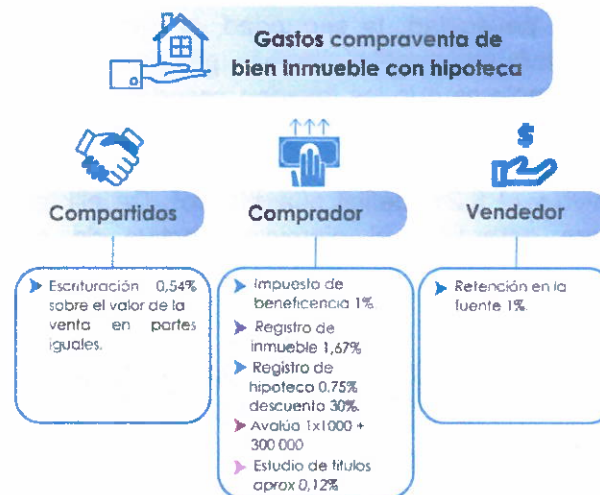 Gastos compraventa de
bien inmueble con hipoteca
$
Compartidos
Comprador
Vendedor
Escrituración 0,54%
sobre el valor de la
venta en partes
iguales.
Impuesto de
beneficencia 1%
Registro de
inmueble 1,67%
Registro de
hipoteca 0.75%
descuento 30%.
Avalúa 1x1000 +
300 000
Estudio de títulos
aprox 0,12%
Retención en la
fuente 1%